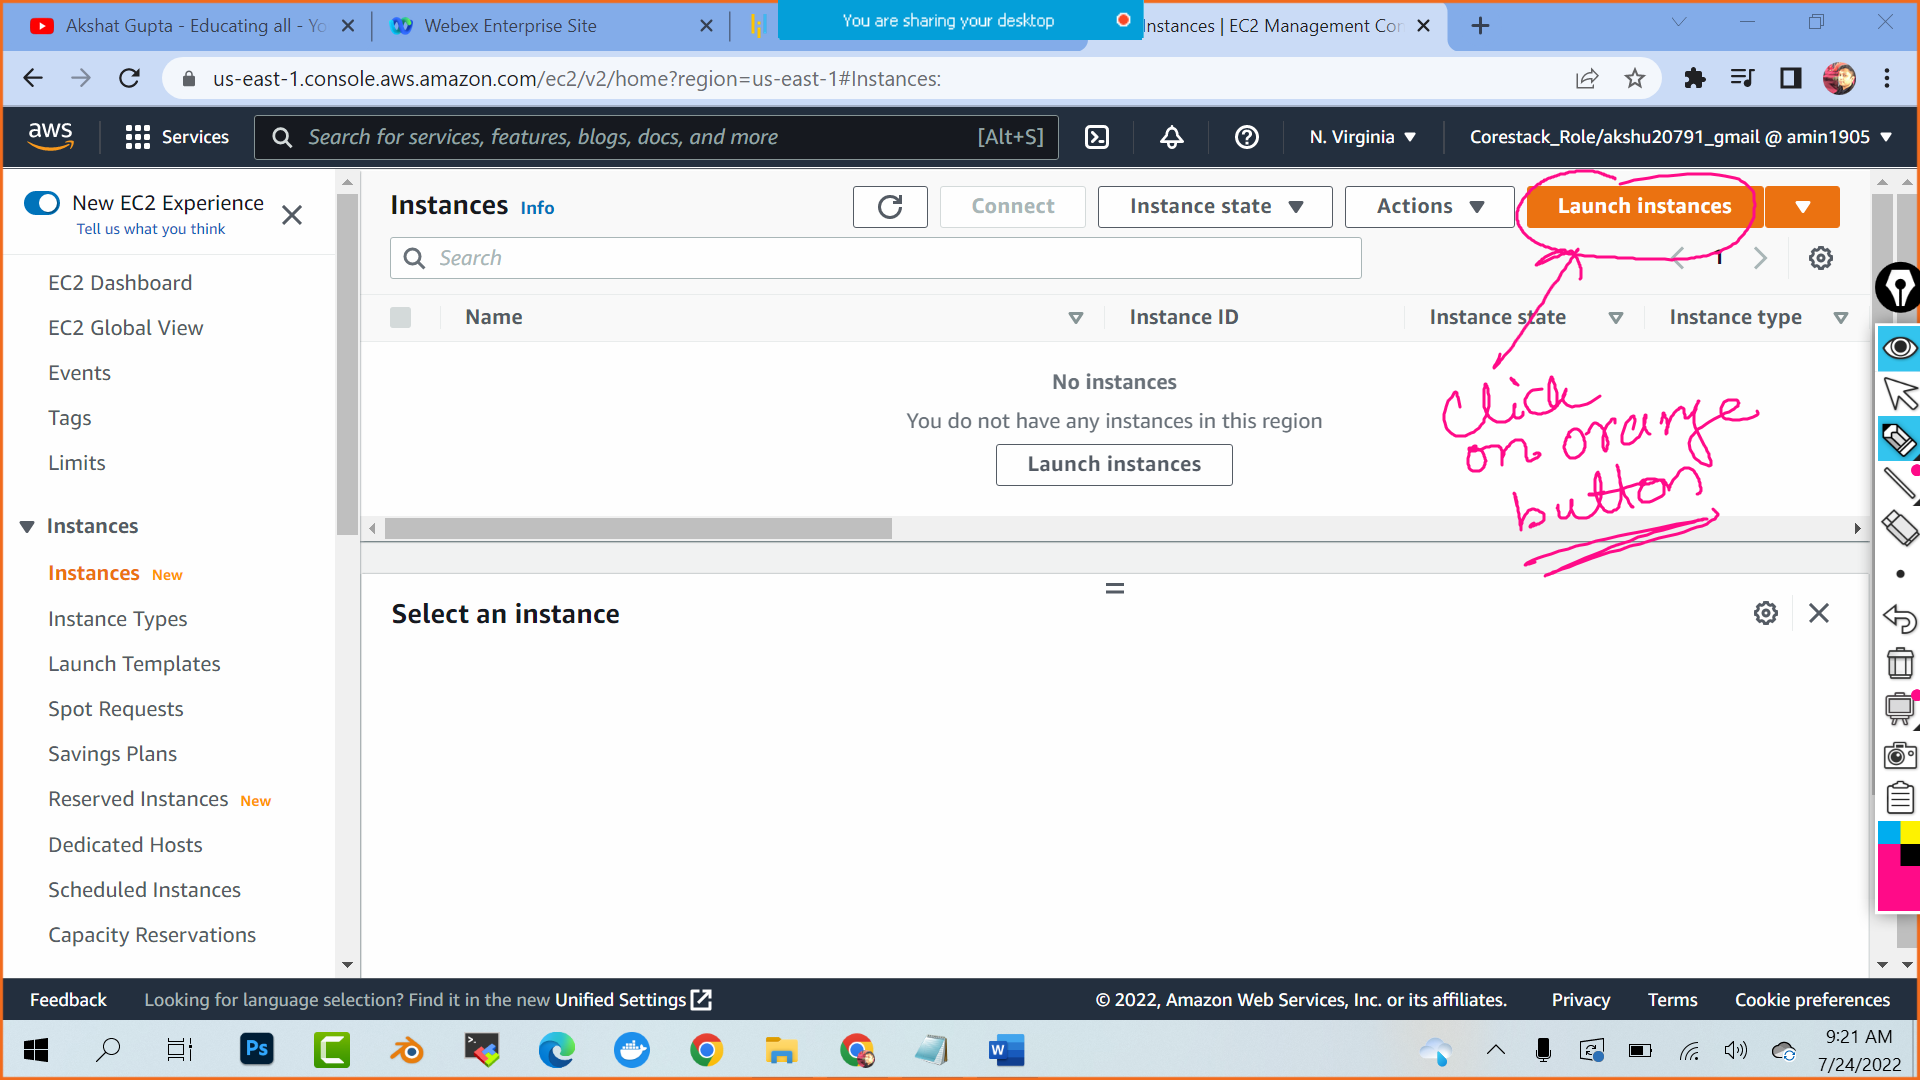 Akshat Gupta - Educating all - Yo
Webex Enterprise Site
You are sharing your desktop
Instances | EC2 Management Con
us-east-1.console.aws.amazon.com/ec2/v2/home?region=us-east-1#Instances:
aws
Services
Search for services, features, blogs, docs, and more
[Alt+S]
N. Virginia
Corestack_Role/akshu20791_gmail @ amin1905
New EC2 Experience
Tell us what you think
EC2 Dashboard
EC2 Global View
Events
Tags
Limits
Instances
Instances New
Instance Types
Launch Templates
Spot Requests
Savings Plans
Reserved Instances New
Dedicated Hosts
Scheduled Instances
Capacity Reservations
Instances Info
Connect
Instance state
Actions
Launch instances
Search
1
Name
Instance ID
Instance state
Instance type
No instances
You do not have any instances in this region
Launch instances
Click
on orange
button
Select an instance
Feedback
Looking for language selection? Find it in the new Unified Settings
© 2022, Amazon Web Services, Inc. or its affiliates.
Privacy
Terms
Cookie preferences
Ps
C
W
9:21 AM
7/24/2022